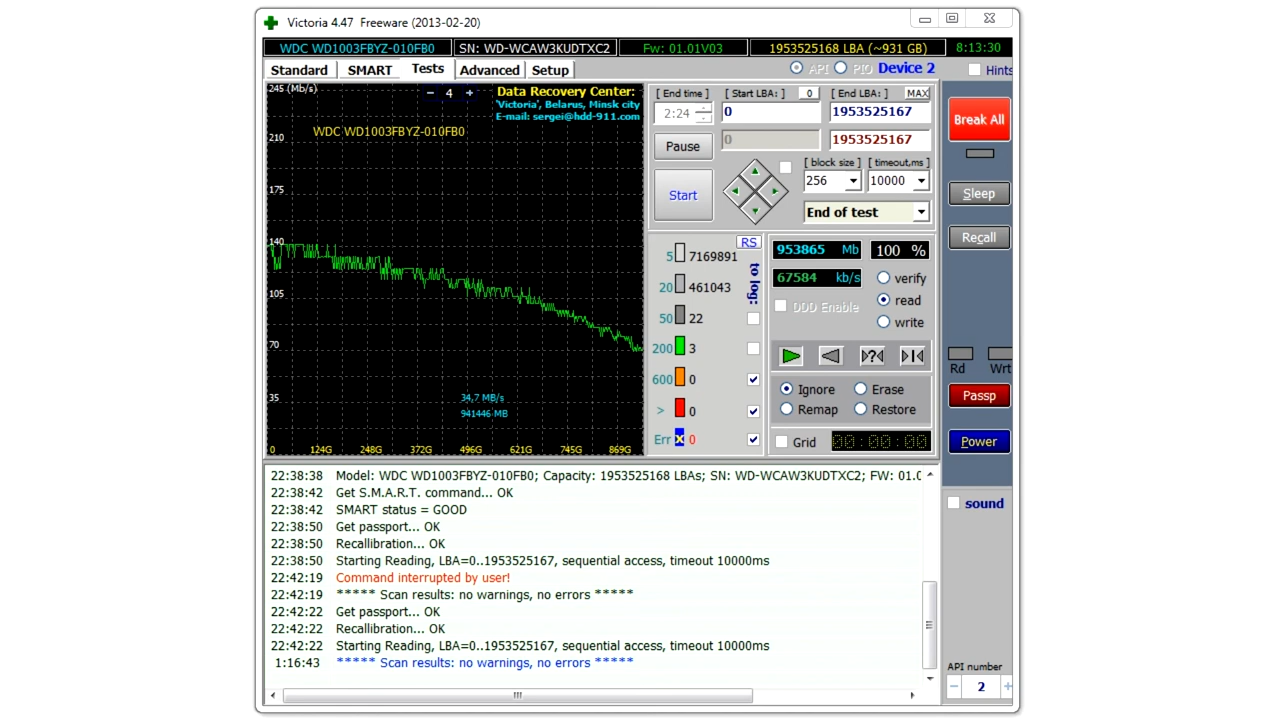 Victoria 4.47 Freeware (2013-02-20)
WDC WD1003FBYZ-010FB0 SN: WD-WCAW3KUDTXC2 Fw: 01.01V03 1953525168 LBA (~931 GB) 8:13:30
Standard SMART Tests Advanced Setup API PIO Device 2 Hints
245 (Mb/s) − 4 + Data Recovery Center:
'Victoria', Belarus, Minsk city
E-mail: sergei@hdd-911.com
WDC WD1003FBYZ-010FB0
210
175
140
105
70
35
34,7 MB/s
941446 MB
0 124G 248G 372G 496G 621G 745G 869G
[ End time ] [ Start LBA: ] 0 [ End LBA: ] MAX
2:24 0 1953525167
Pause 0 1953525167
[ block size ] [ timeout,ms ]
256 10000
Start
End of test
RS
to log:
5 7169891
20 461043
50 22
200 3
600 0
> 0
Err x 0
953865 Mb 100 %
67584 kb/s
verify
DDD Enable read
write
Ignore Erase
Remap Restore
Grid 00:00:00
Break All
Sleep
Recall
Rd Wrt
Passp
Power
sound
API number
− 2 +
22:38:38 Model: WDC WD1003FBYZ-010FB0; Capacity: 1953525168 LBAs; SN: WD-WCAW3KUDTXC2; FW: 01.0
22:38:42 Get S.M.A.R.T. command... OK
22:38:42 SMART status = GOOD
22:38:50 Get passport... OK
22:38:50 Recallibration... OK
22:38:50 Starting Reading, LBA=0..1953525167, sequential access, timeout 10000ms
22:42:19 Command interrupted by user!
22:42:19 ***** Scan results: no warnings, no errors *****
22:42:22 Get passport... OK
22:42:22 Recallibration... OK
22:42:22 Starting Reading, LBA=0..1953525167, sequential access, timeout 10000ms
1:16:43 ***** Scan results: no warnings, no errors *****